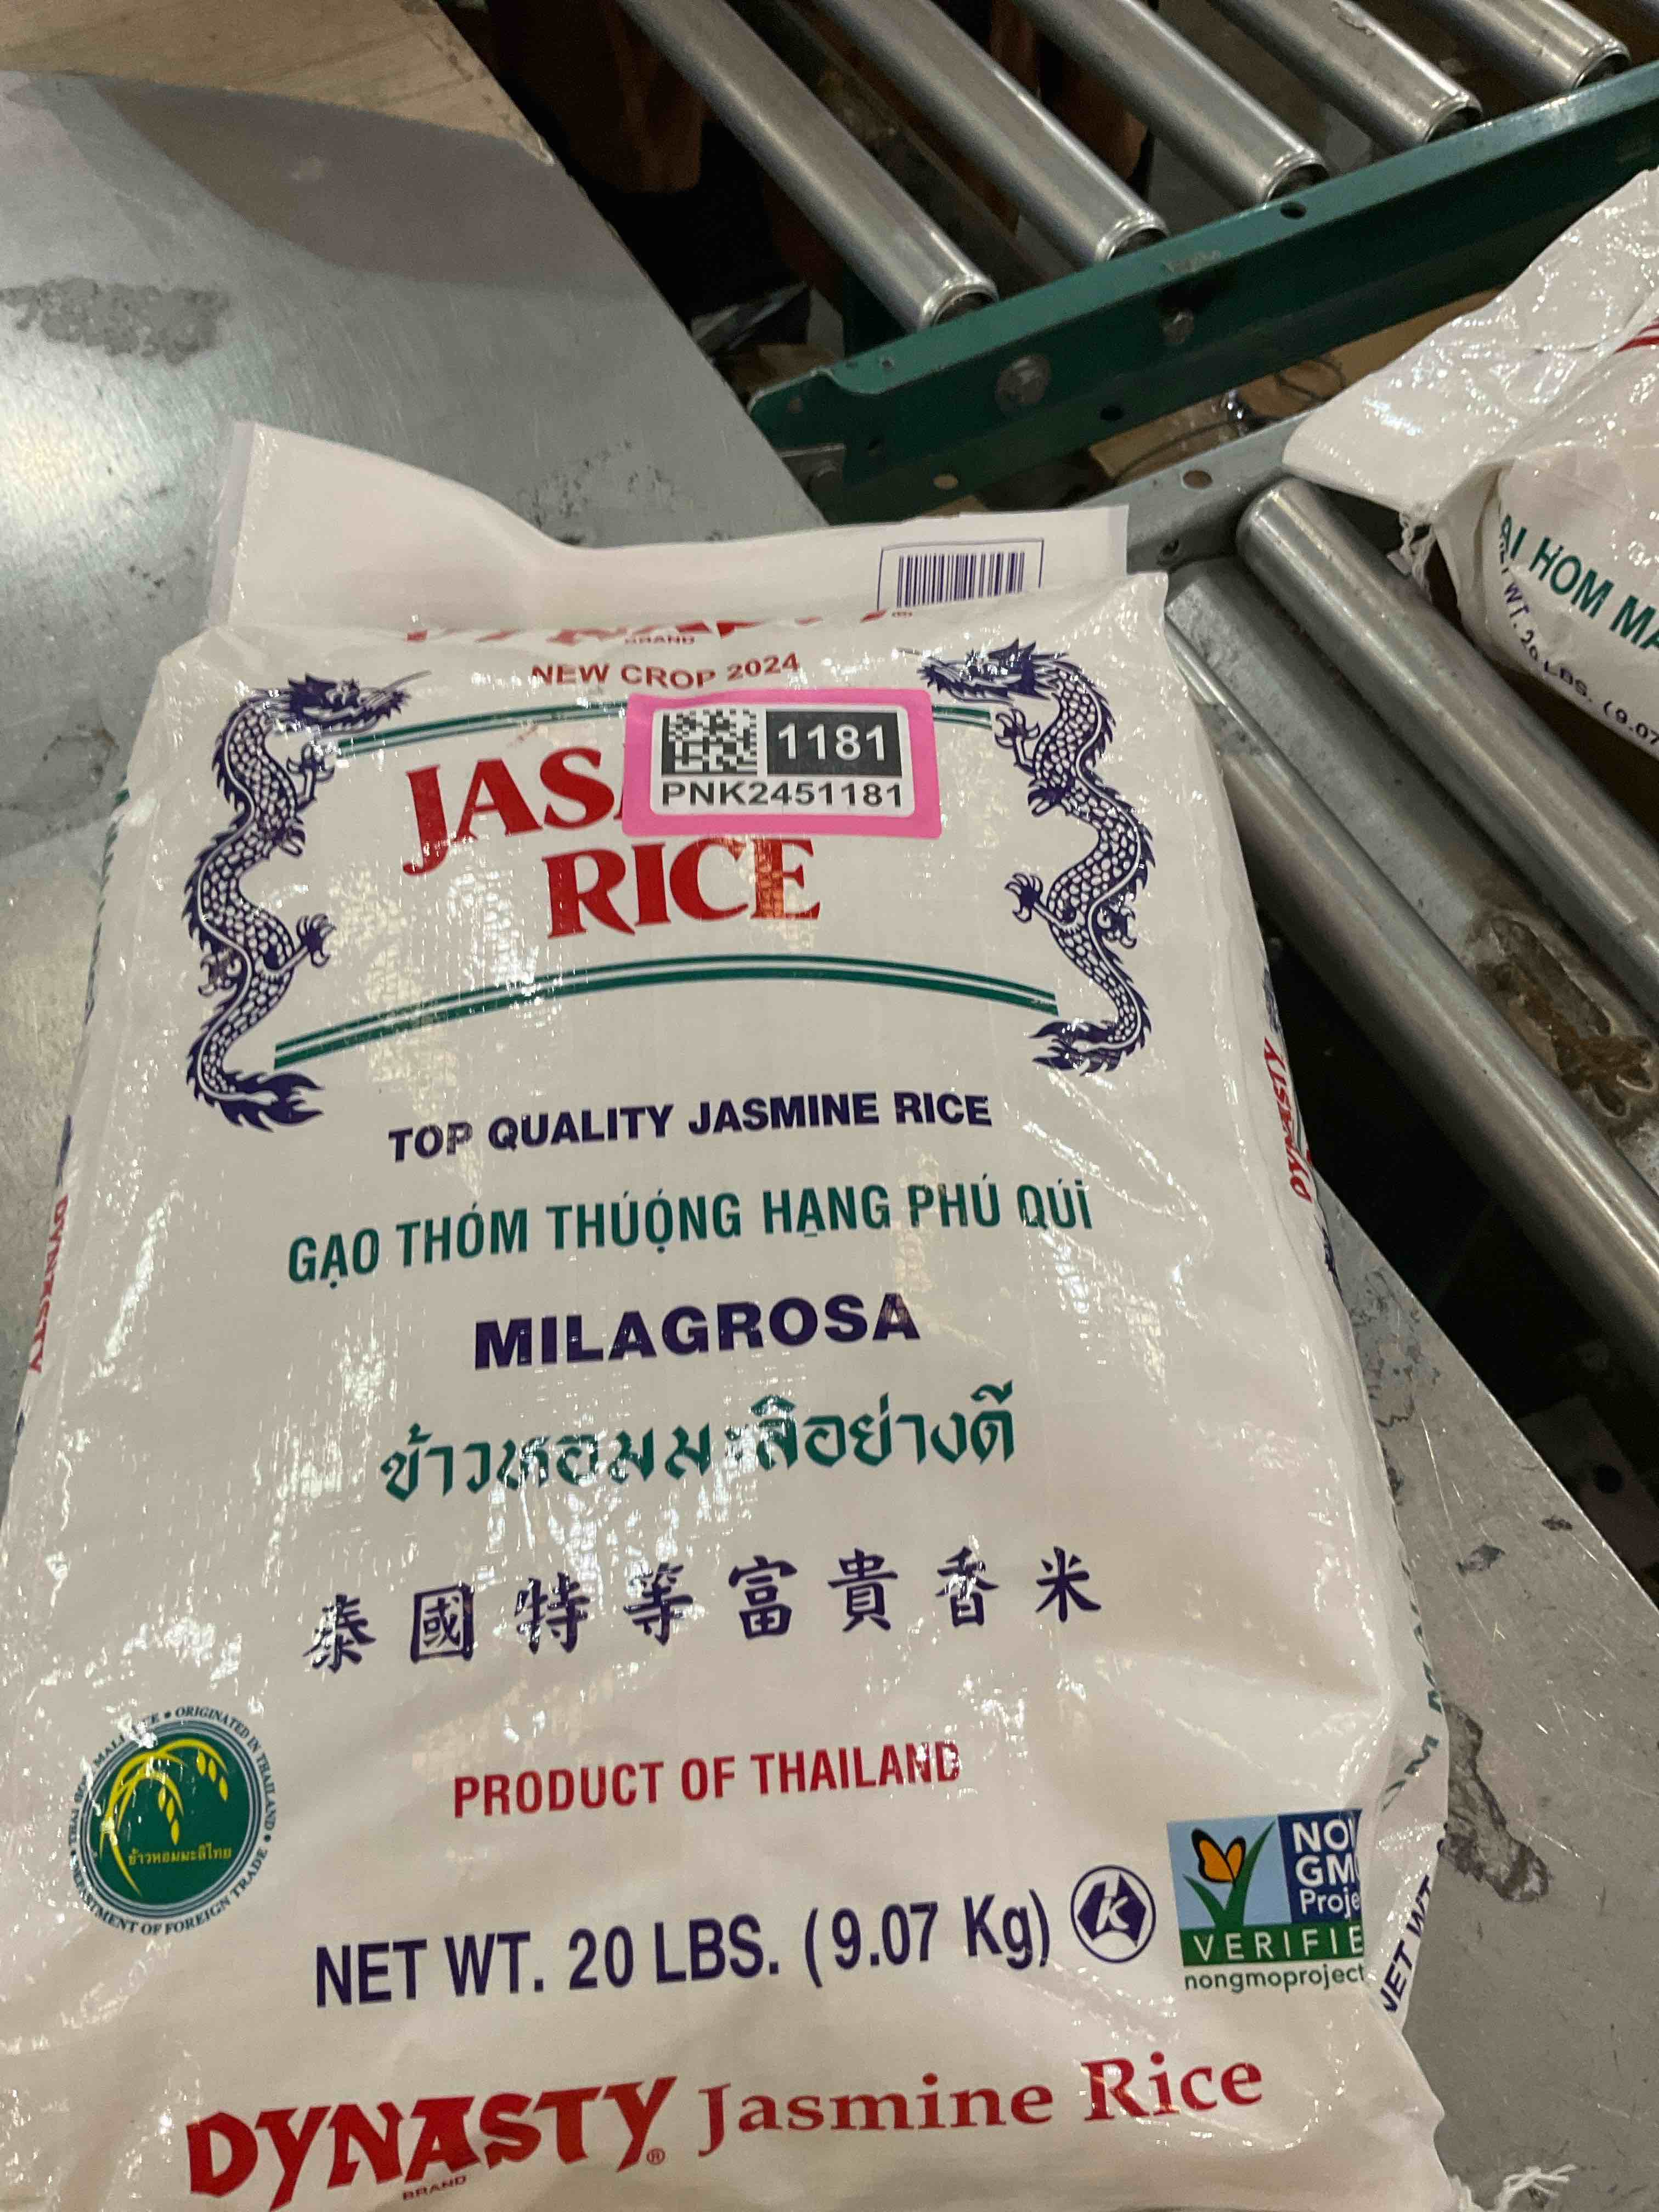 BRAND
NEW CROP 2024
1181
PNK2451181
RICE
TOP QUALITY JASMINE RICE
GẠO THÓM THÚỘNG HẠNG PHÚ QÚI
MILAGROSA
ข้าวหอมมะลิอย่างดี
泰國特等富貴香米
PRODUCT OF THAILAND
ORIGINATED IN THAILAND
ข้าวหอมมะลิไทย
OF FOREIGN TRADE
NET WT. 20 LBS. (9.07 Kg)
K
NON
GMO
Proje
VERIFIE
nongmoproject
DYNASTY® Jasmine Rice
BRAND
DYNASTY
DYNASTY
NET WT
HOM
WT. 20 LBS. (9.07